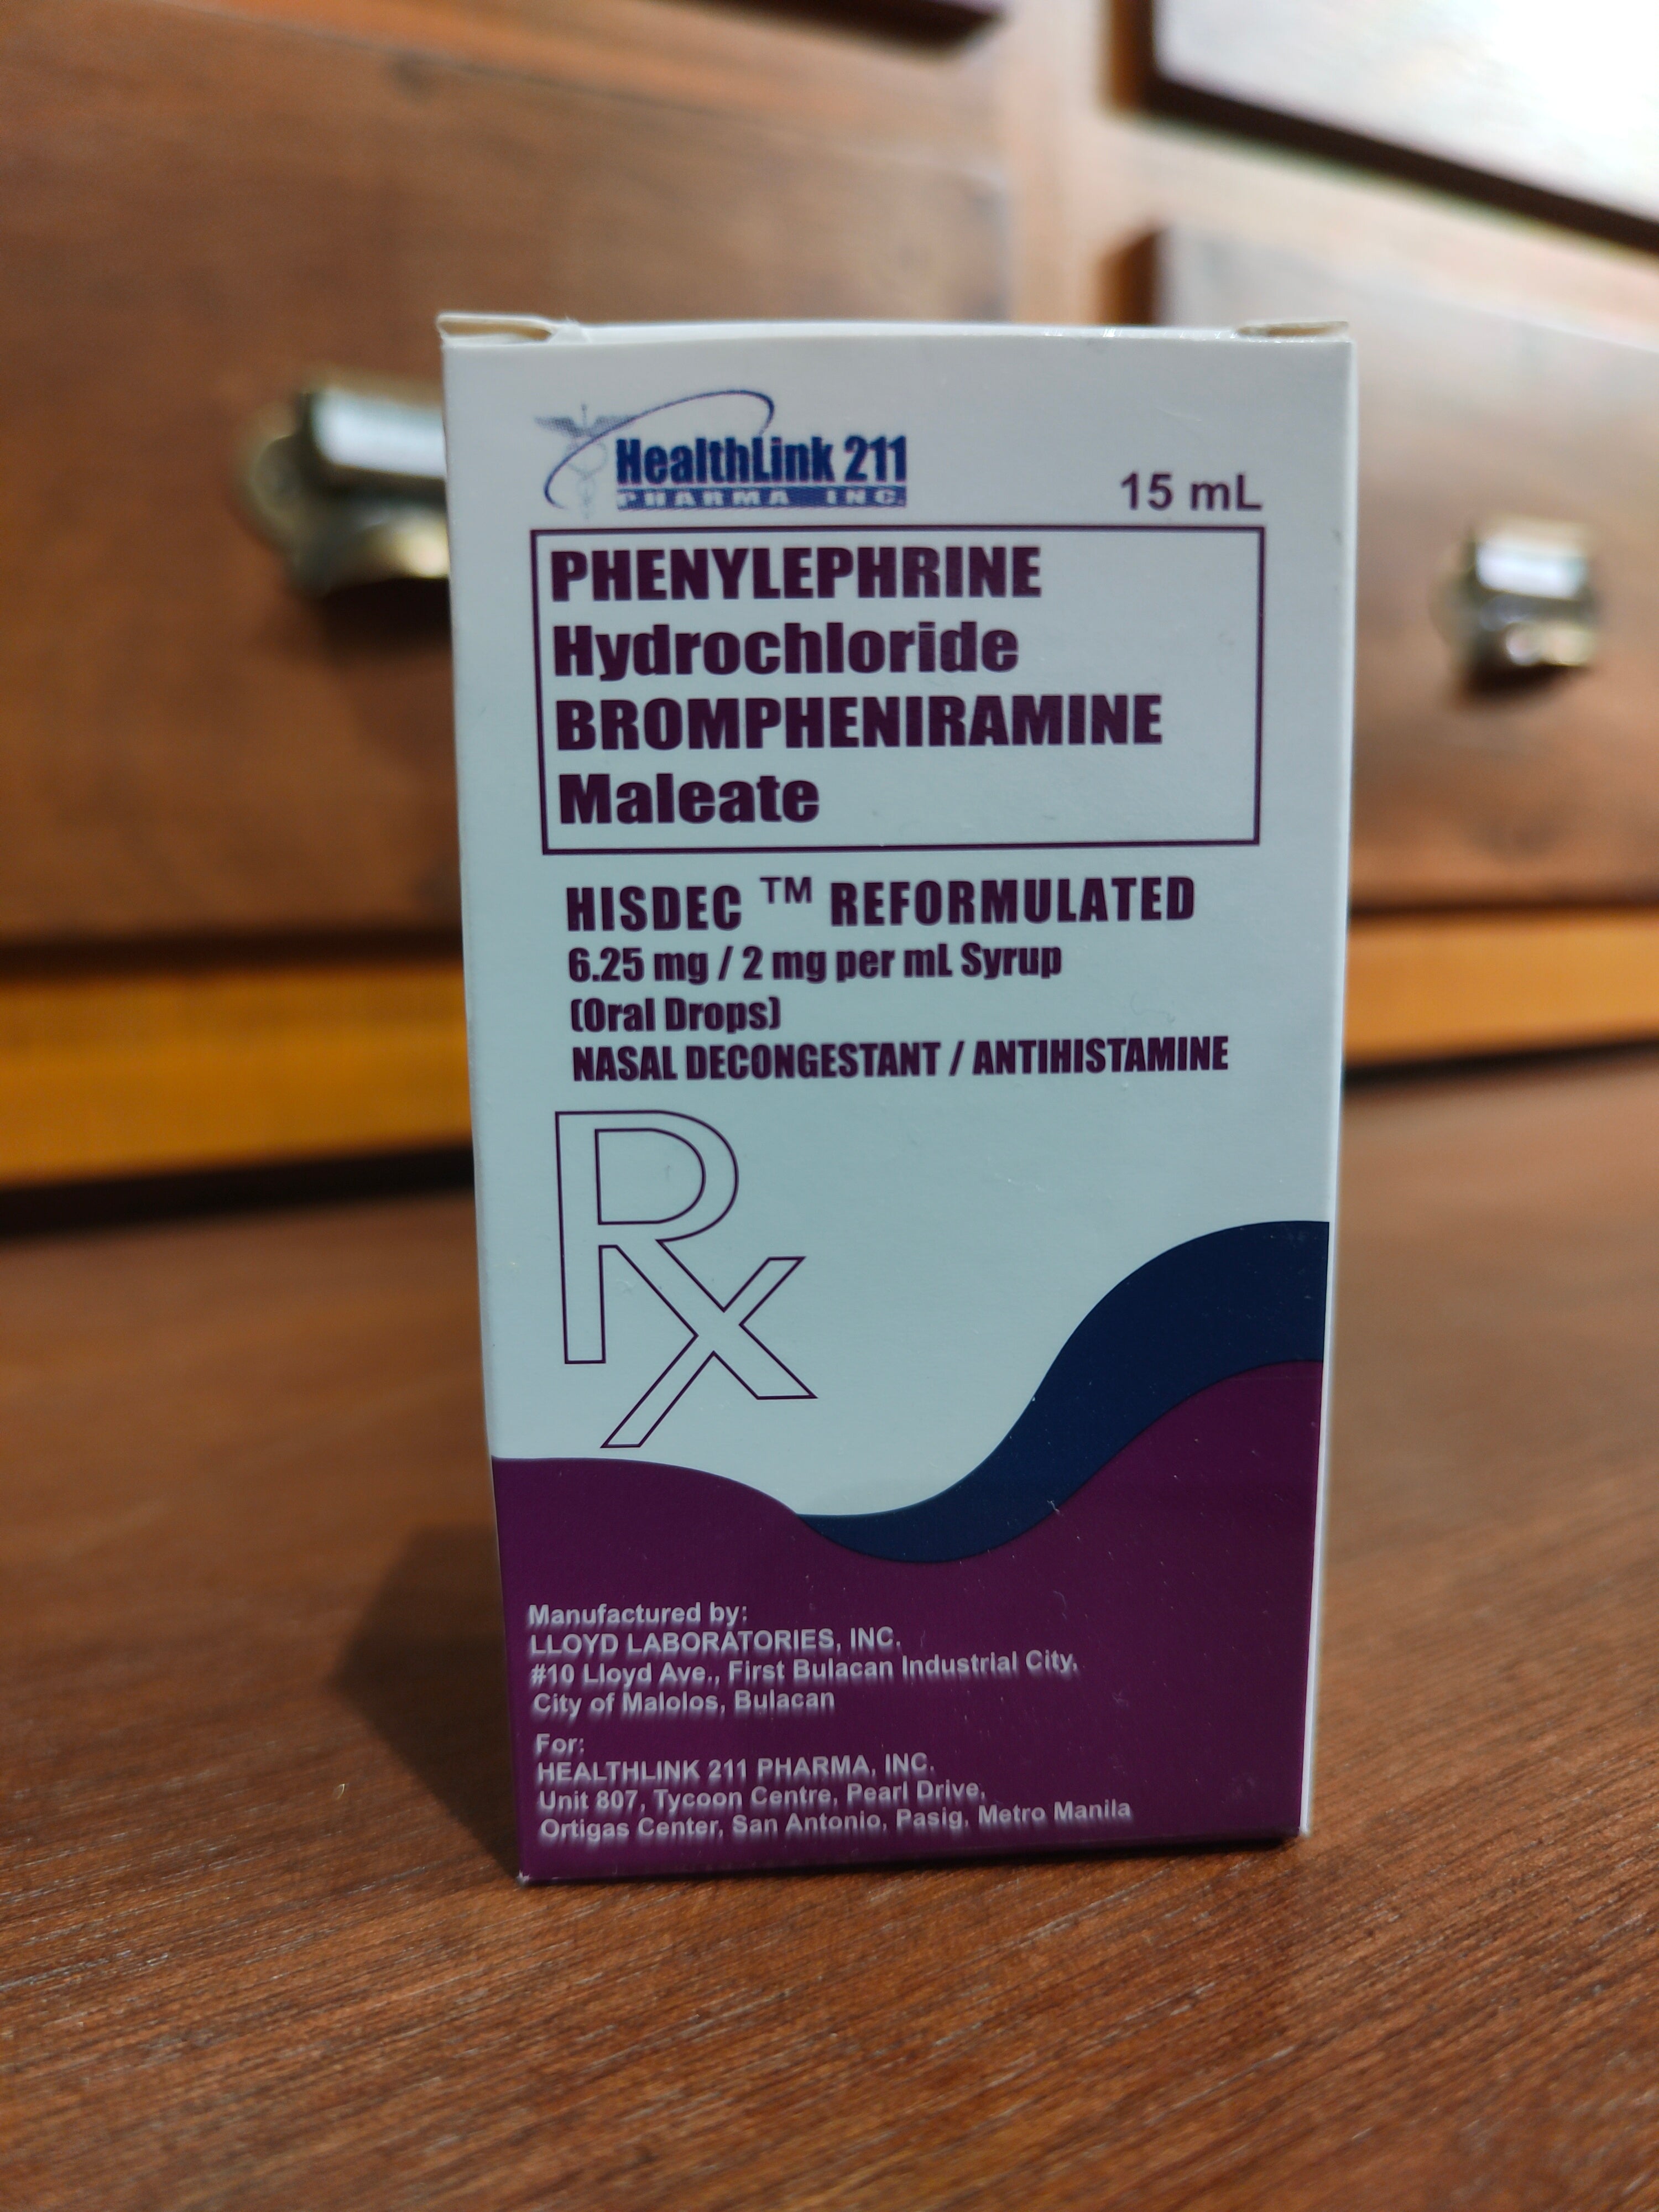 HealthLink 211
PHARMA INC.
15 mL
PHENYLEPHRINE
Hydrochloride
BROMPHENIRAMINE
Maleate
HISDEC ™ REFORMULATED
6.25 mg / 2 mg per mL Syrup
(Oral Drops)
NASAL DECONGESTANT / ANTIHISTAMINE
Rx
Manufactured by:
LLOYD LABORATORIES, INC.
#10 Lloyd Ave., First Bulacan Industrial City,
City of Malolos, Bulacan
For:
HEALTHLINK 211 PHARMA, INC.
Unit 807, Tycoon Centre, Pearl Drive,
Ortigas Center, San Antonio, Pasig, Metro Manila